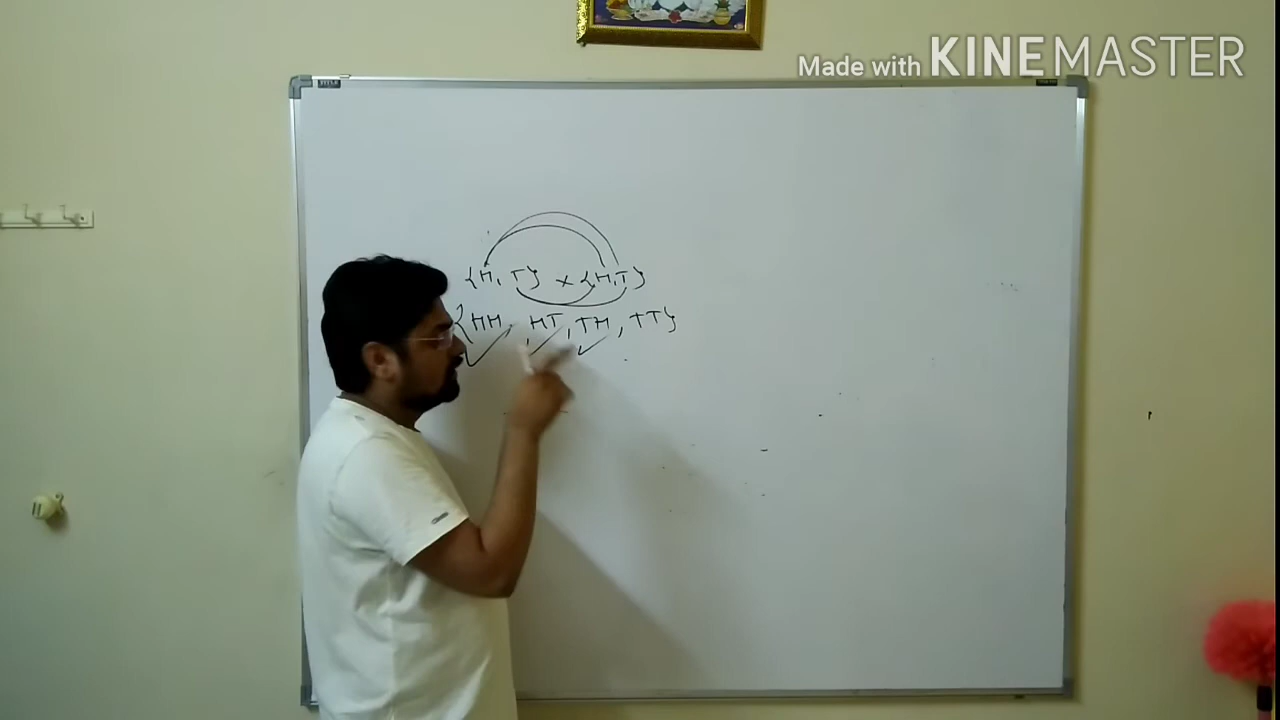 Made with KINEMASTER
{H, T} × {H,T}
{HH, HT, TH, TT}